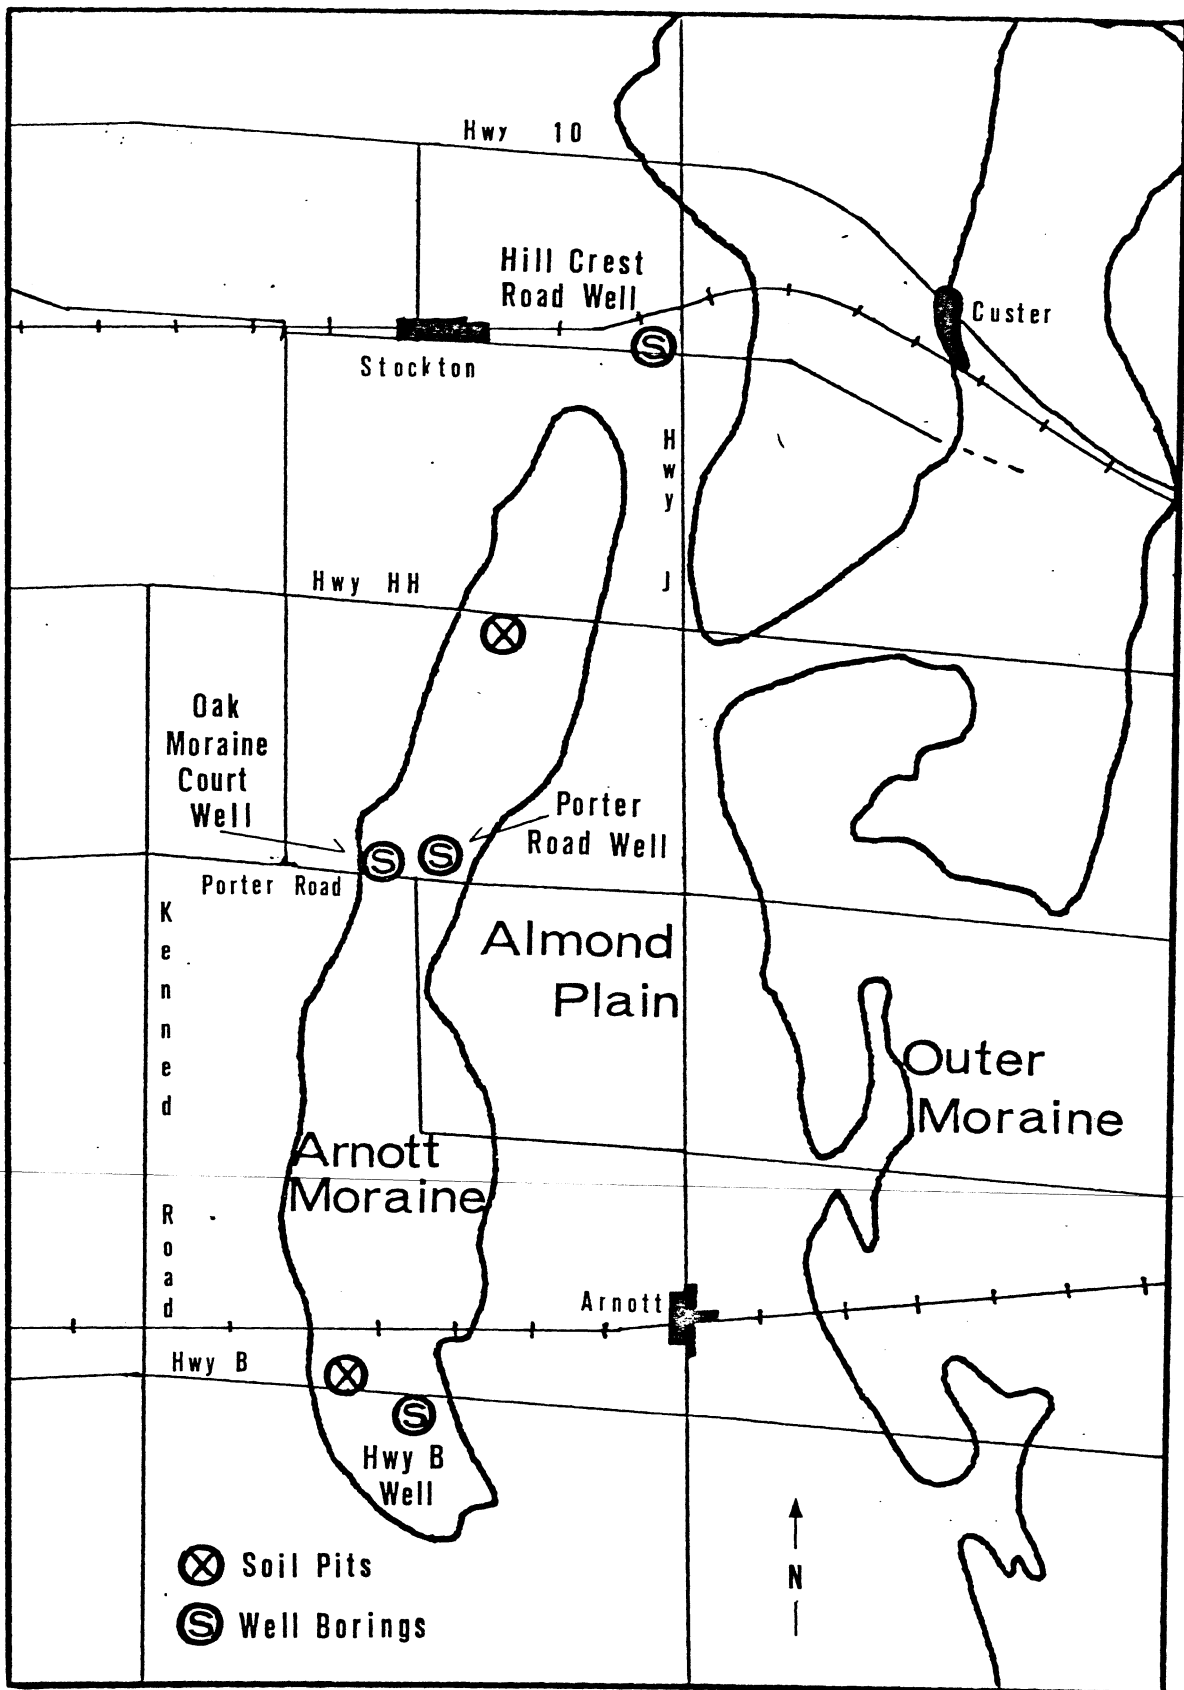 Hwy 10
Hill Crest
Road Well
S
Custer
Stockton
H
w
y
J
Hwy HH
X
Oak
Moraine
Court
Well
Porter
Road Well
S
S
Porter Road
K
e
n
n
e
d
Almond
Plain
Outer
Moraine
Arnott
Moraine
R
o
a
d
Arnott
Hwy B
X
S
Hwy B
Well
N
X Soil Pits
S Well Borings